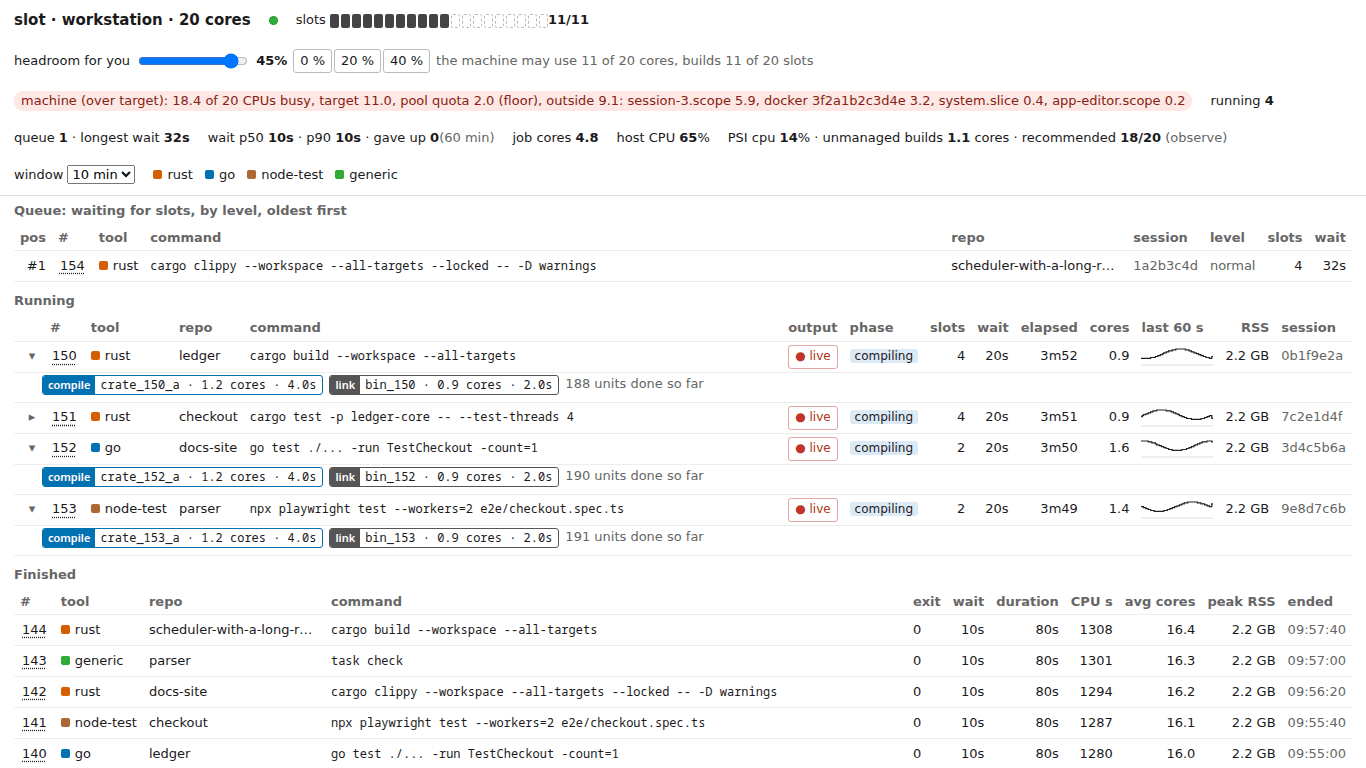 slot · workstation · 20 cores slots 11/11
headroom for you 45% 0 % 20 % 40 % the machine may use 11 of 20 cores, builds 11 of 20 slots
machine (over target): 18.4 of 20 CPUs busy, target 11.0, pool quota 2.0 (floor), outside 9.1: session-3.scope 5.9, docker 3f2a1b2c3d4e 3.2, system.slice 0.4, app-editor.scope 0.2 running 4
queue 1 · longest wait 32s wait p50 10s · p90 10s · gave up 0(60 min) job cores 4.8 host CPU 65% PSI cpu 14% · unmanaged builds 1.1 cores · recommended 18/20 (observe)
window 10 min rust go node-test generic
Queue: waiting for slots, by level, oldest first
pos # tool command repo session level slots wait
#1 154 rust cargo clippy --workspace --all-targets --locked -- -D warnings scheduler-with-a-long-r… 1a2b3c4d normal 4 32s
Running
# tool repo command output phase slots wait elapsed cores last 60 s RSS session
▾ 150 rust ledger cargo build --workspace --all-targets ● live compiling 4 20s 3m52 0.9 2.2 GB 0b1f9e2a
compile crate_150_a · 1.2 cores · 4.0s link bin_150 · 0.9 cores · 2.0s 188 units done so far
▸ 151 rust checkout cargo test -p ledger-core -- --test-threads 4 ● live compiling 4 20s 3m51 0.9 2.2 GB 7c2e1d4f
▾ 152 go docs-site go test ./... -run TestCheckout -count=1 ● live compiling 2 20s 3m50 1.6 2.2 GB 3d4c5b6a
compile crate_152_a · 1.2 cores · 4.0s link bin_152 · 0.9 cores · 2.0s 190 units done so far
▾ 153 node-test parser npx playwright test --workers=2 e2e/checkout.spec.ts ● live compiling 2 20s 3m49 1.4 2.2 GB 9e8d7c6b
compile crate_153_a · 1.2 cores · 4.0s link bin_153 · 0.9 cores · 2.0s 191 units done so far
Finished
# tool repo command exit wait duration CPU s avg cores peak RSS ended
144 rust scheduler-with-a-long-r… cargo build --workspace --all-targets 0 10s 80s 1308 16.4 2.2 GB 09:57:40
143 generic parser task check 0 10s 80s 1301 16.3 2.2 GB 09:57:00
142 rust docs-site cargo clippy --workspace --all-targets --locked -- -D warnings 0 10s 80s 1294 16.2 2.2 GB 09:56:20
141 node-test checkout npx playwright test --workers=2 e2e/checkout.spec.ts 0 10s 80s 1287 16.1 2.2 GB 09:55:40
140 go ledger go test ./... -run TestCheckout -count=1 0 10s 80s 1280 16.0 2.2 GB 09:55:00